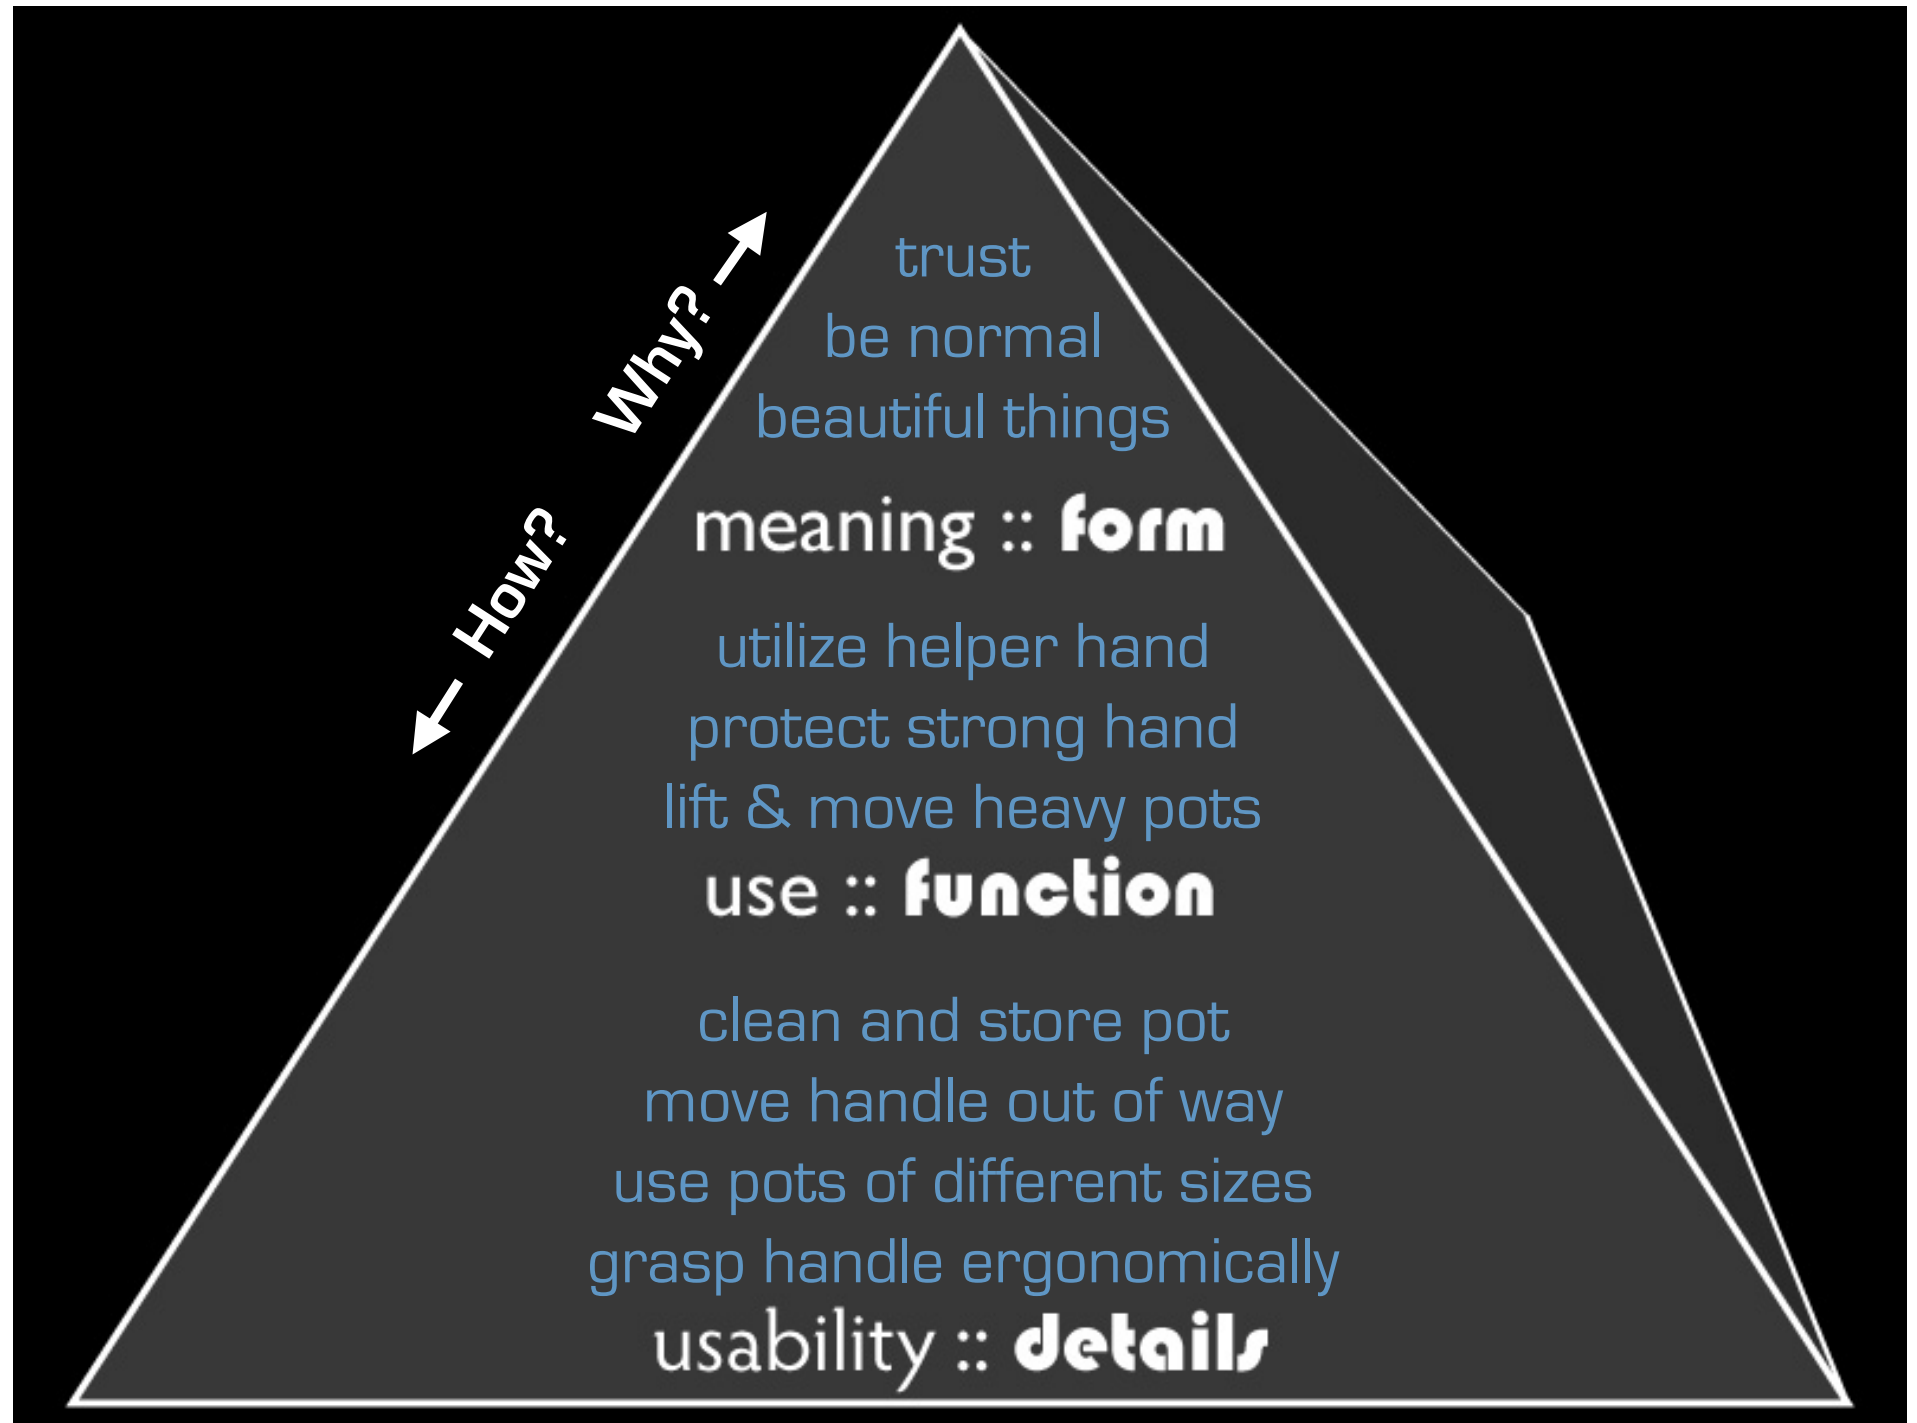 trust
be normal
beautiful things
Why?
meaning :: form
How?
utilize helper hand
protect strong hand
lift & move heavy pots
use :: function
clean and store pot
move handle out of way
use pots of different sizes
grasp handle ergonomically
usability :: details